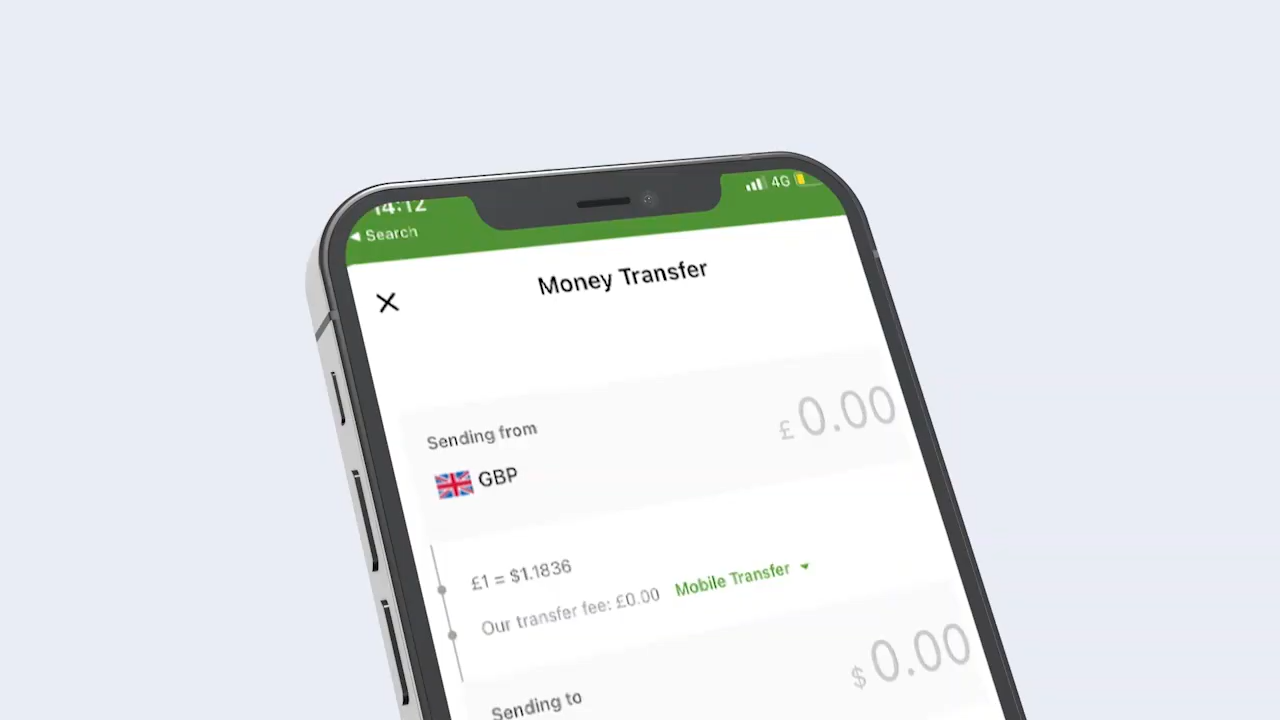 14:12
4G
◀ Search
Money Transfer
Sending from
£0.00
GBP
£1 = $1.1836
Our transfer fee: £0.00 Mobile Transfer
$0.00
Sending to